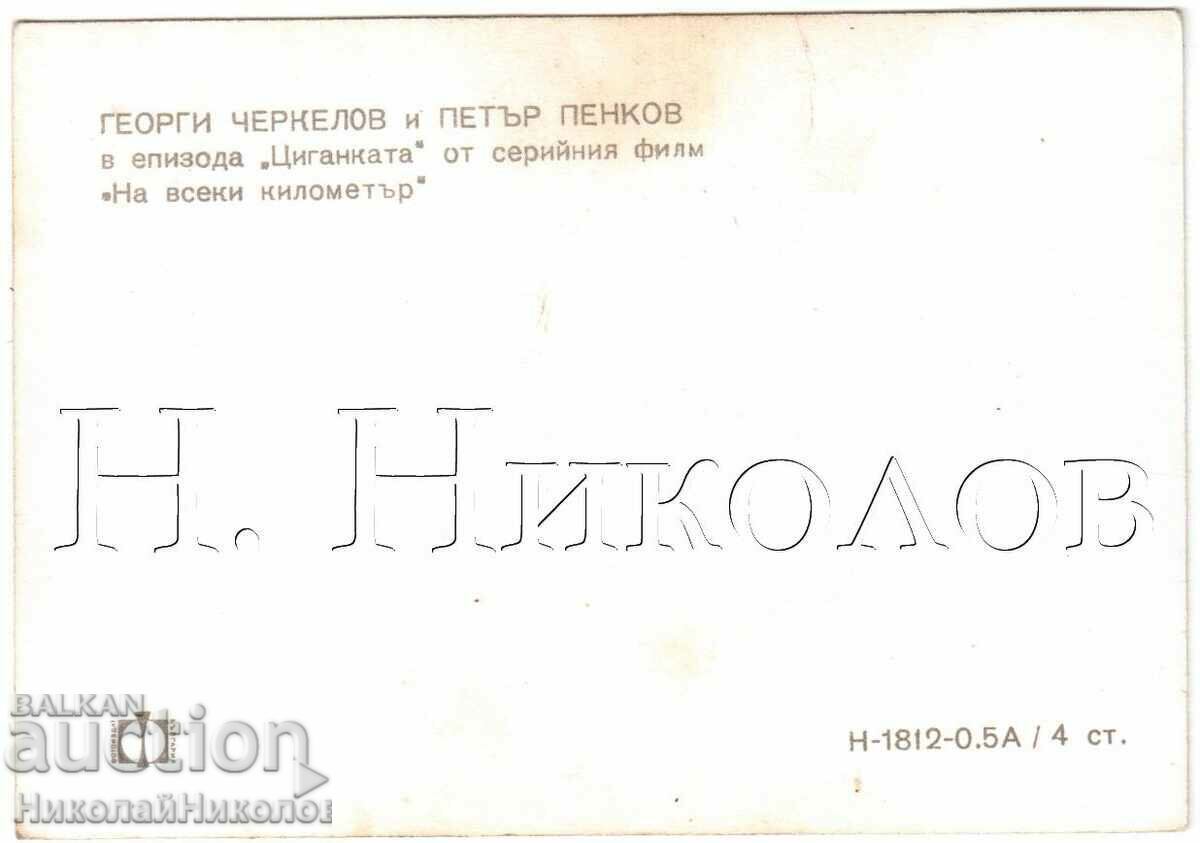 ГЕОРГИ ЧЕРКЕЛОВ и ПЕТЪР ПЕНКОВ
в епизода „Циганката" от серийния филм
„На всеки километър"
Н. Николов
BALKAN
auction
НиколайНиколов
БЪЛГАРИЯ
Н-1812-0.5А / 4 ст.